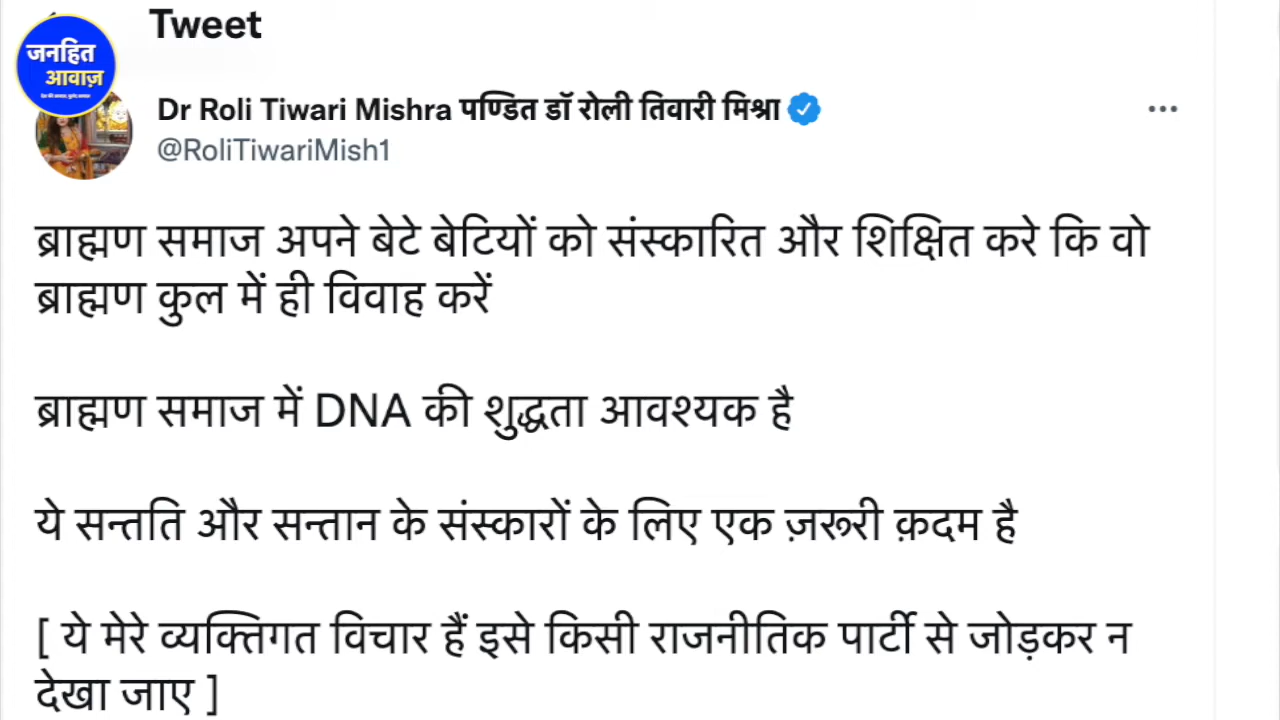 Tweet
जनहित
आवाज़
Dr Roli Tiwari Mishra पण्डित डॉ रोली तिवारी मिश्रा
@RoliTiwariMish1
ब्राह्मण समाज अपने बेटे बेटियों को संस्कारित और शिक्षित करे कि वो
ब्राह्मण कुल में ही विवाह करें
ब्राह्मण समाज में DNA की शुद्धता आवश्यक है
ये सन्तति और सन्तान के संस्कारों के लिए एक ज़रूरी क़दम है
[ ये मेरे व्यक्तिगत विचार हैं इसे किसी राजनीतिक पार्टी से जोड़कर न
देखा जाए ]